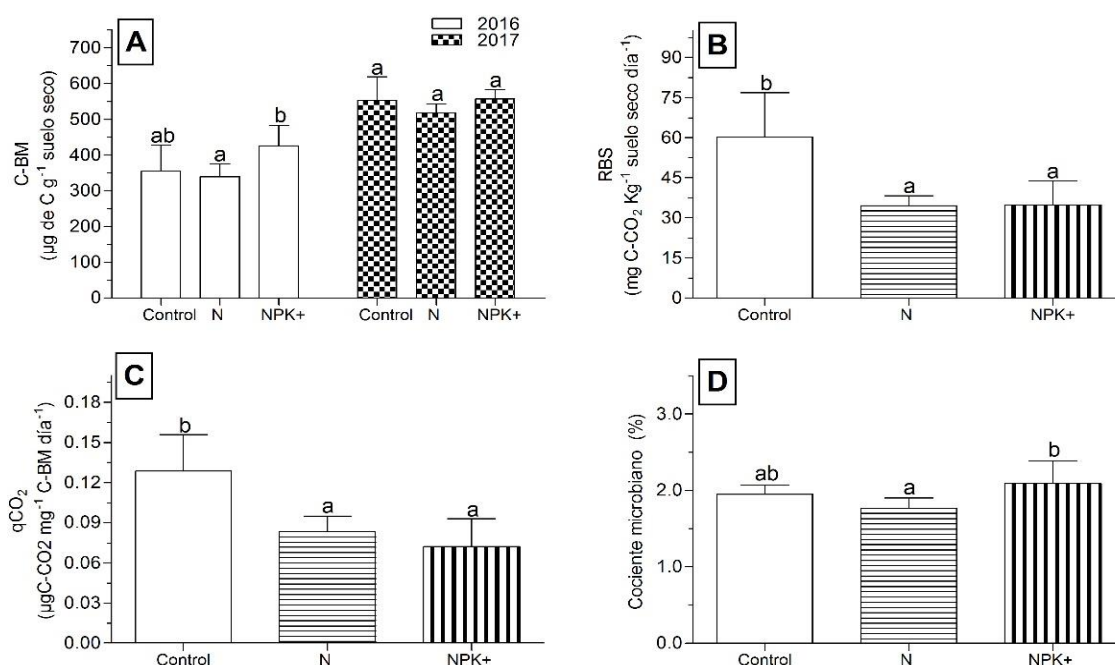 A
2016
2017
C-BM
(µg de C g⁻¹ suelo seco)
700
600
500
400
300
200
100
0
ab
a
b
a
a
a
Control N NPK+ Control N NPK+
B
RBS
(mg C-CO₂ Kg⁻¹ suelo seco día⁻¹)
90
75
60
45
30
15
0
b
a
a
Control N NPK+
C
qCO₂
(µgC-CO2 mg⁻¹ C-BM día⁻¹)
0.18
0.15
0.12
0.09
0.06
0.03
0.00
b
a
a
Control N NPK+
D
Cociente microbiano (%)
3.0
2.0
1.0
0.0
ab
a
b
Control N NPK+